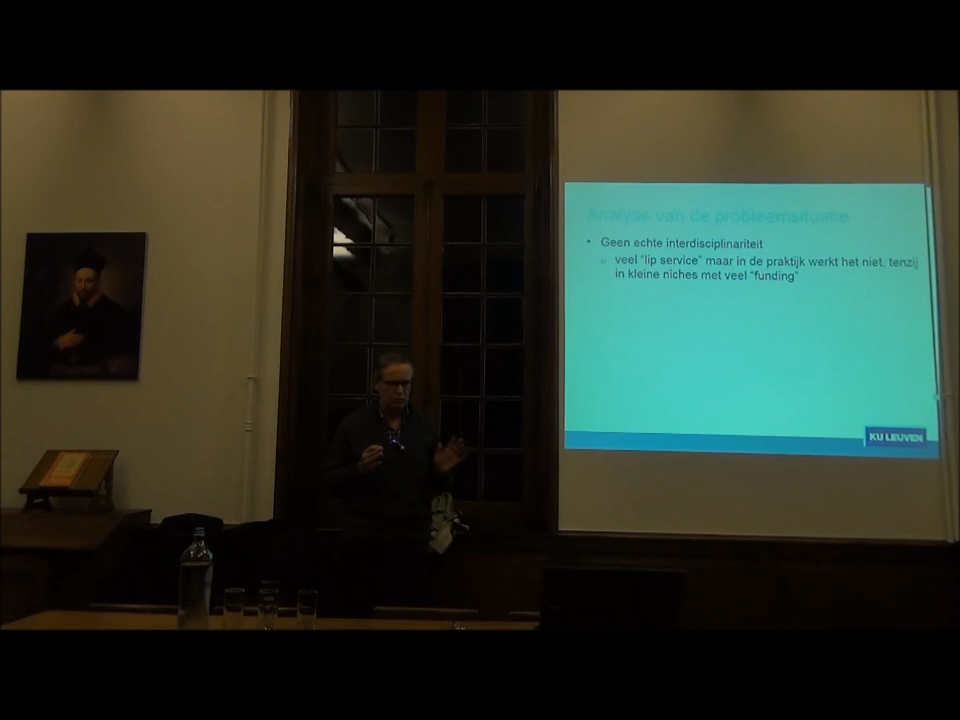 Analyse van de probleemsituatie
• Geen echte interdisciplinariteit
○ veel “lip service” maar in de praktijk werkt het niet, tenzij
in kleine niches met veel “funding”
KU LEUVEN